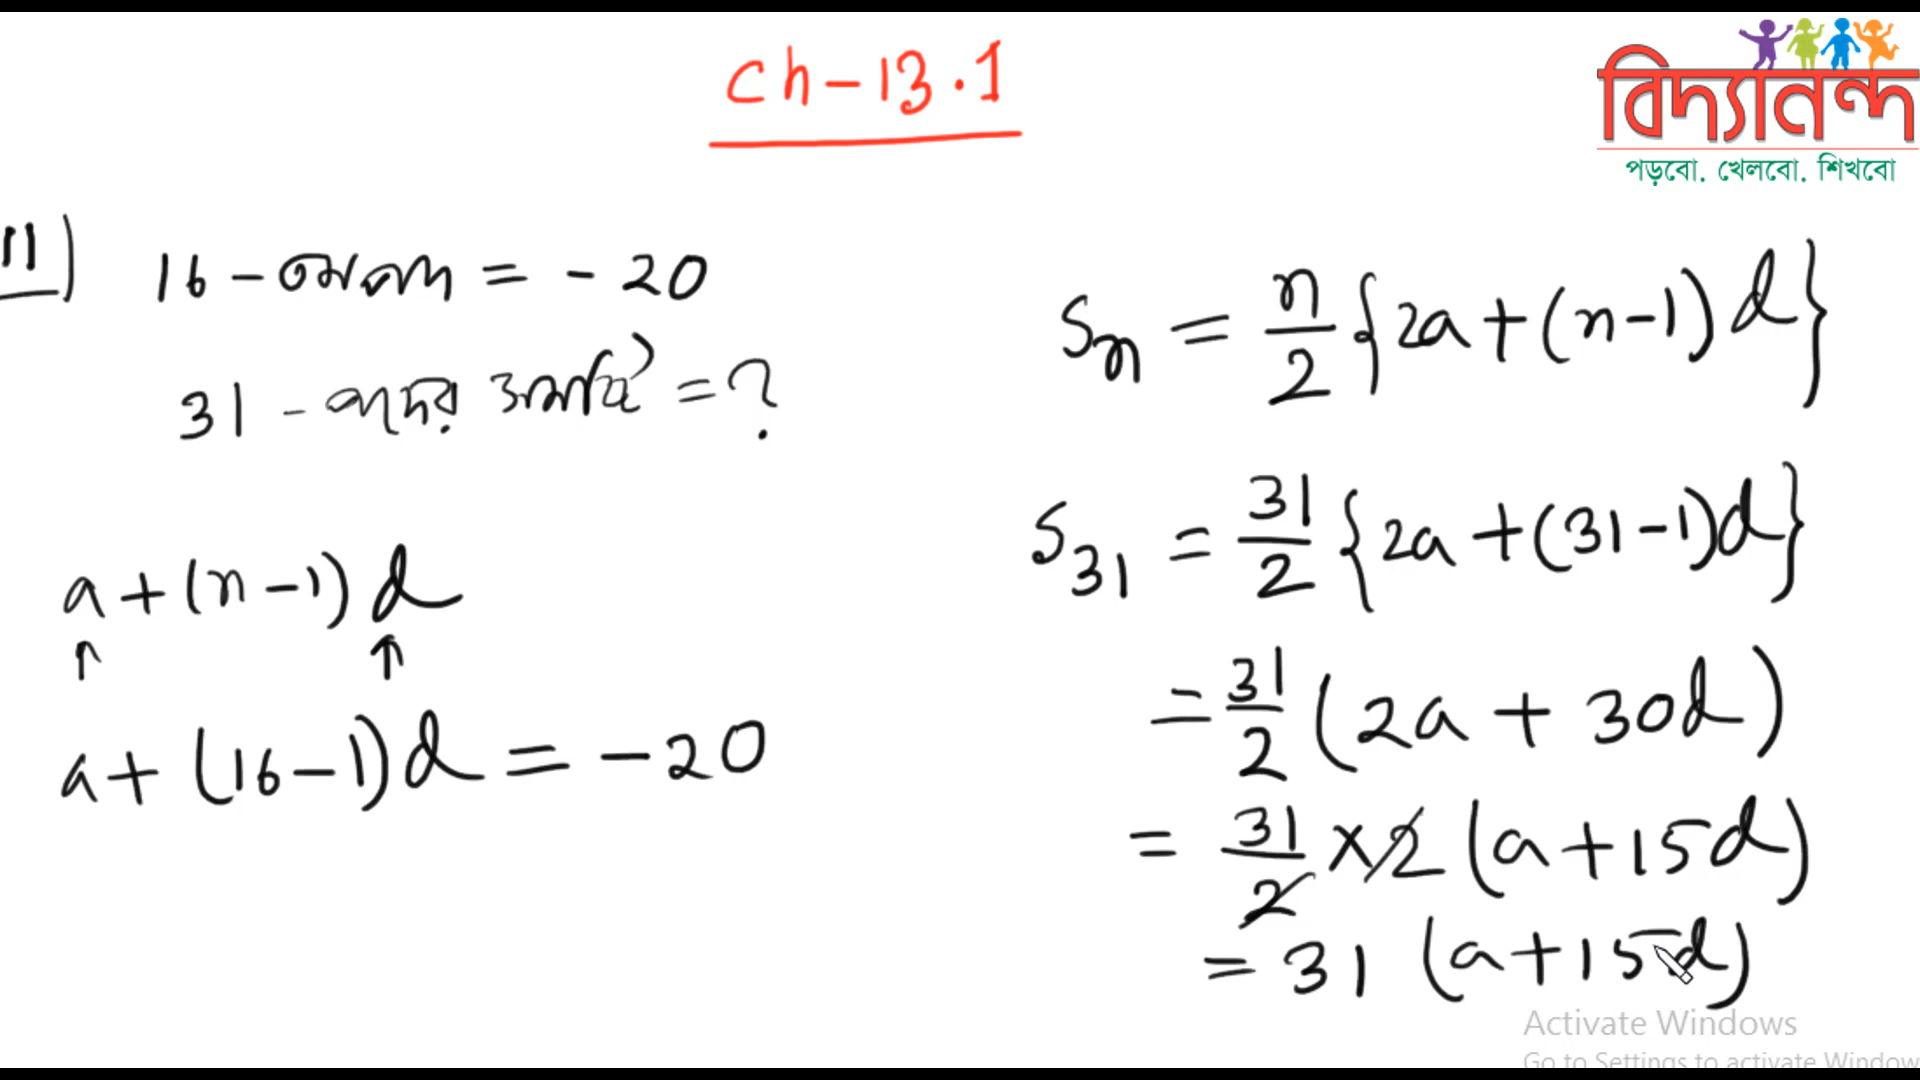 ch-13.1
বিদ্যানন্দ
পড়বো. খেলবো. শিখবো
11)
16-তম পদ = -20
31 - পদের সমষ্টি = ?
a + (n-1) d
↑ ↑
a + (16-1) d = -20
Sn = n/2 {2a + (n-1) d}
S31 = 31/2 {2a + (31-1) d}
= 31/2 (2a + 30d)
= 31/2 × 2 (a + 15d)
= 31 (a + 15d)
Activate Windows
Go to Settings to activate Window